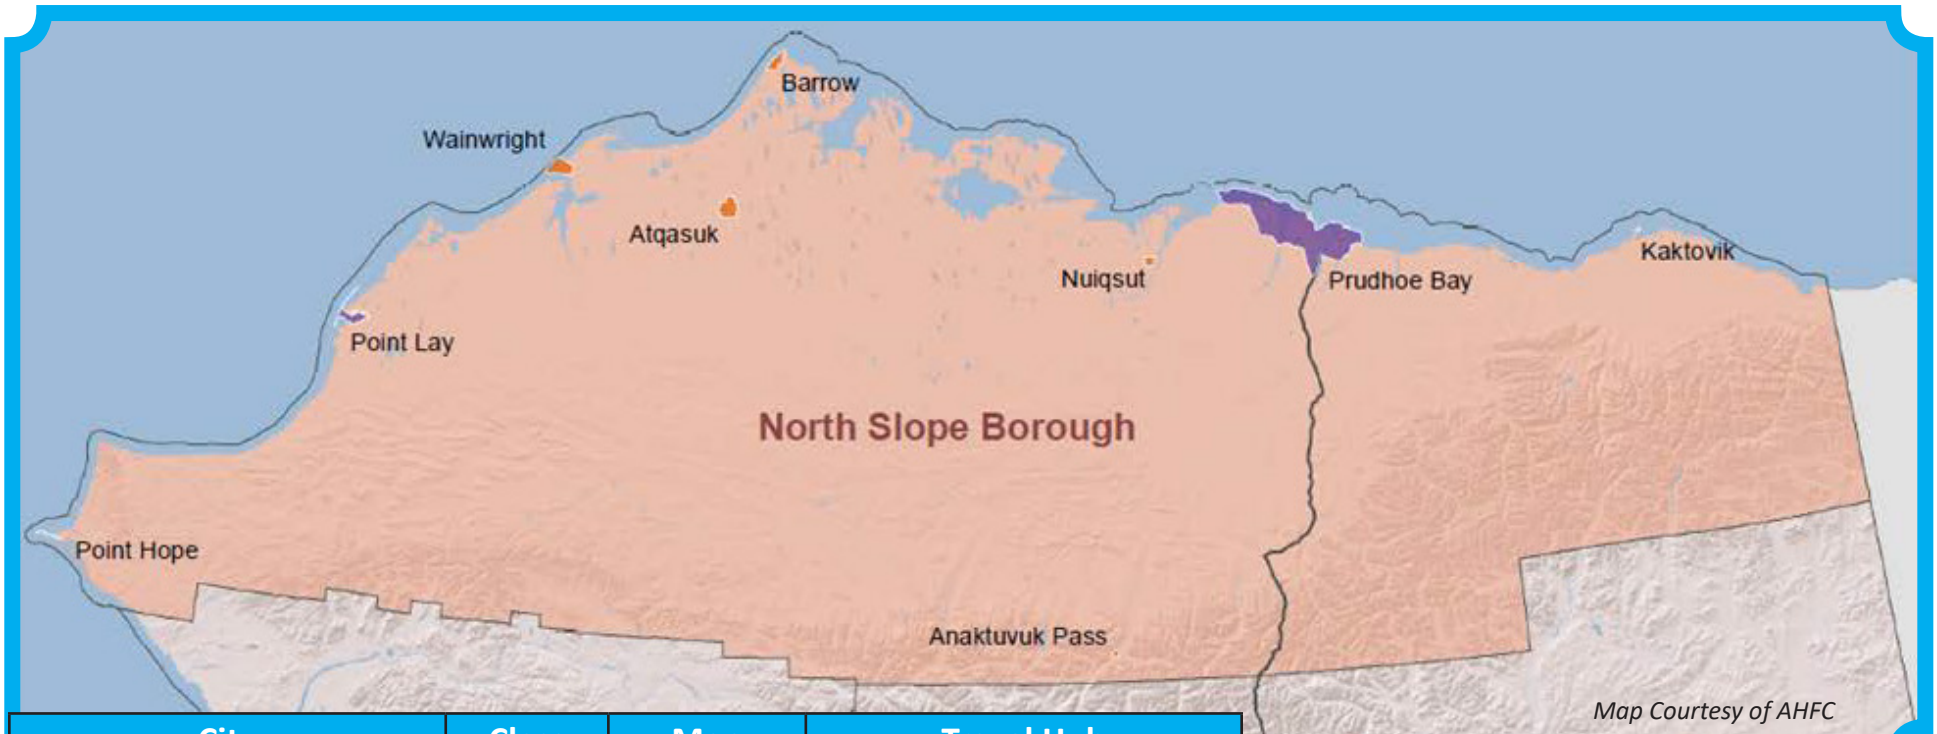 Barrow
Wainwright
Atqasuk
Nuiqsut
Prudhoe Bay
Kaktovik
Point Lay
North Slope Borough
Point Hope
Anaktuvuk Pass
Map Courtesy of AHFC